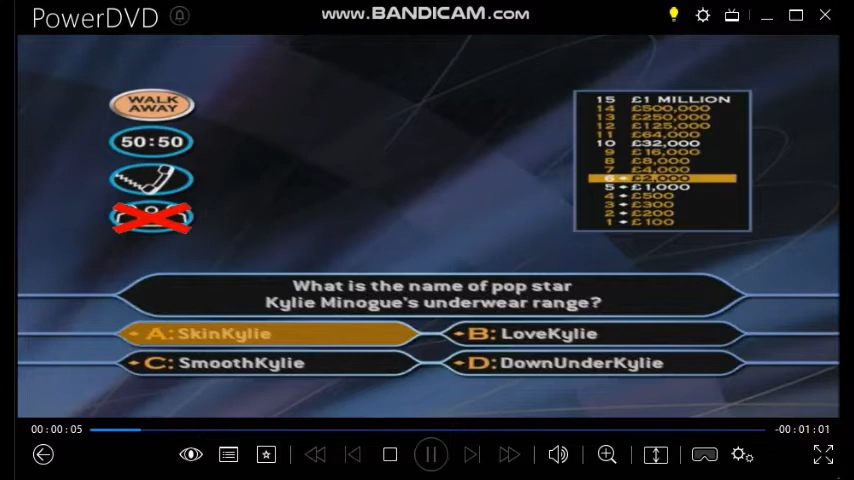 PowerDVD
www.BANDICAM.com
WALK AWAY
50:50
15 £1 MILLION
14 £500,000
13 £250,000
12 £125,000
11 £64,000
10 £32,000
9 £16,000
8 £8,000
7 £4,000
6 £2,000
5 £1,000
4 £500
3 £300
2 £200
1 £100
What is the name of pop star
Kylie Minogue's underwear range?
A: SkinKylie
B: LoveKylie
C: SmoothKylie
D: DownUnderKylie
00:00:05
-00:01:01